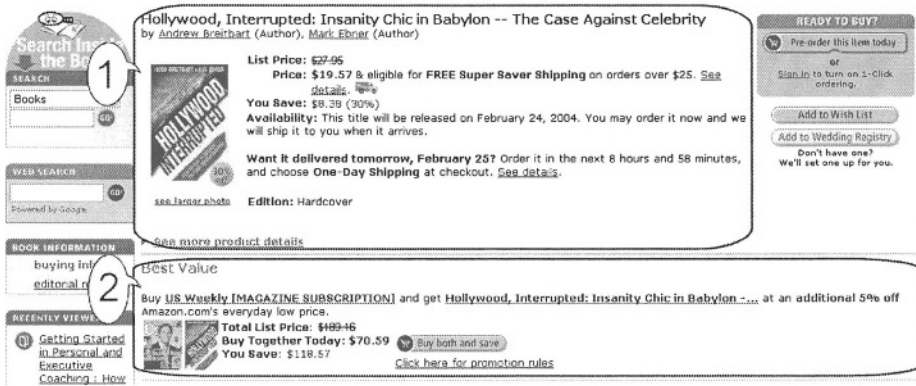 Hollywood, Interrupted: Insanity Chic in Babylon -- The Case Against Celebrity
by Andrew Breitbart (Author), Mark Ebner (Author)
Search Inside
the Bo
1
SEARCH
Books
GO!
WEB SEARCH
GO!
Powered by Google
BOOK INFORMATION
buying inf
editoral r
RECENTLY VIEWE
Getting Started
in Personal and
Executive
Coaching : How
HOLLYWOOD
INTERRUPTED
30%
see larger photo
List Price: $27.95
Price: $19.57 & eligible for FREE Super Saver Shipping on orders over $25. See
details.
You Save: $8.38 (30%)
Availability: This title will be released on February 24, 2004. You may order it now and we
will ship it to you when it arrives.
Want it delivered tomorrow, February 25? Order it in the next 8 hours and 58 minutes,
and choose One-Day Shipping at checkout. See details.
Edition: Hardcover
See more product details
READY TO BUY?
Pre-order this item today
or
Sign in to turn on 1-Click
ordering.
Add to Wish List
Add to Wedding Registry
Don't have one?
We'll set one up for you.
2
Best Value
Buy US Weekly [MAGAZINE SUBSCRIPTION] and get Hollywood, Interrupted: Insanity Chic in Babylon -... at an additional 5% off
Amazon.com's everyday low price.
Total List Price: $189.16
Buy Together Today: $70.59
Buy both and save
You Save: $118.57
Click here for promotion rules